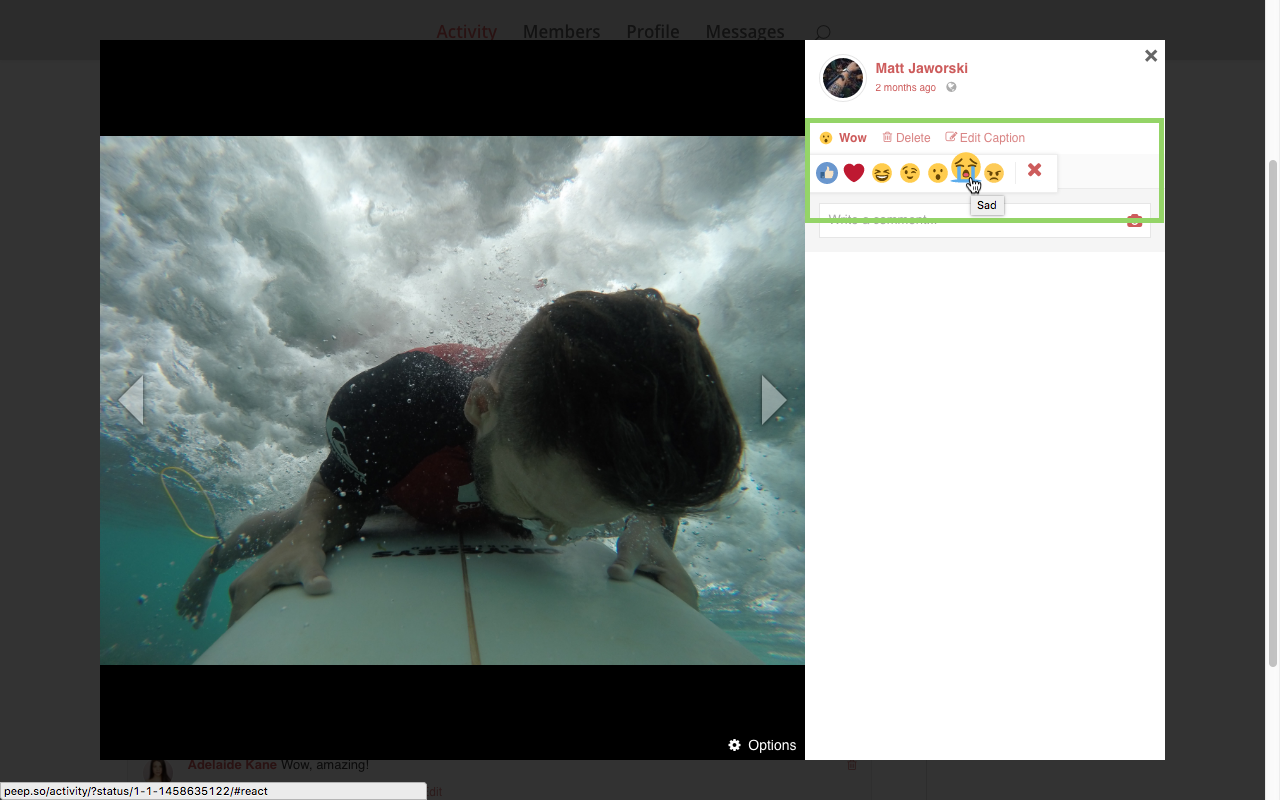 Activity Members Profile Messages
Matt Jaworski
2 months ago
Wow Delete Edit Caption
Sad
Write a comment...
Options
Adelaide Kane Wow, amazing!
peep.so/activity/?status/1-1-1458635122/#react